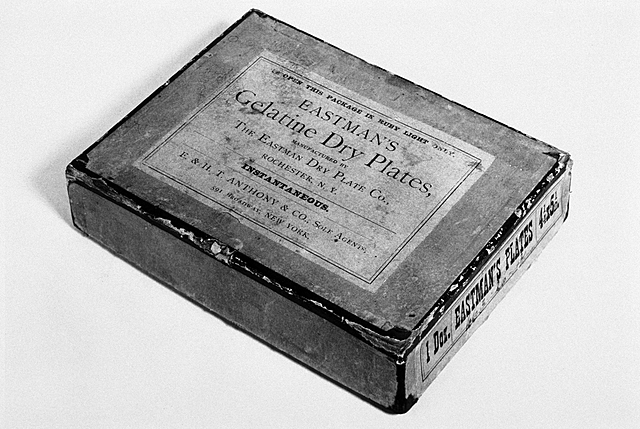 OPEN THIS PACKAGE IN RUBY LIGHT ONLY.
EASTMAN'S
Gelatine Dry Plates,
MANUFACTURED BY
THE EASTMAN DRY PLATE CO.
ROCHESTER, N. Y.
INSTANTANEOUS.
E. & H. T. ANTHONY & CO. SOLE AGENTS,
591 BROADWAY, NEW YORK.
1 Doz. EASTMAN'S PLATES